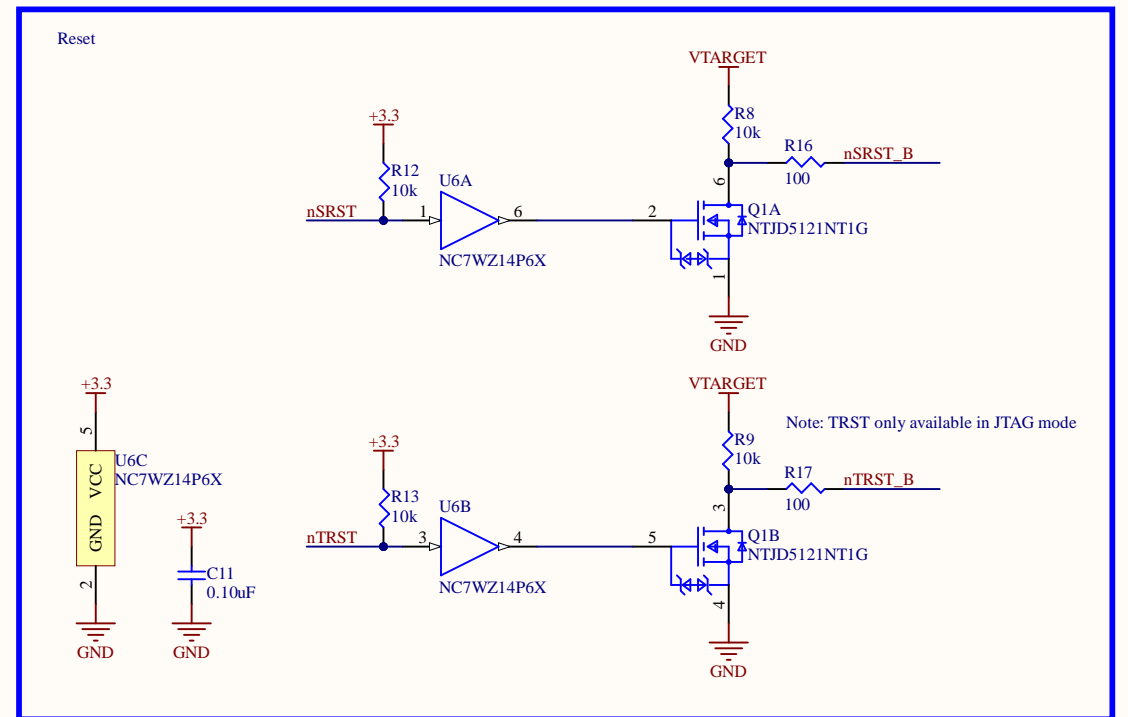 Reset
VTARGET
R8
10k
R16
100
nSRST_B
+3.3
R12
10k
nSRST
1
U6A
6
NC7WZ14P6X
2
6
Q1A
NTJD5121NT1G
1
GND
VTARGET
Note: TRST only available in JTAG mode
R9
10k
R17
100
nTRST_B
+3.3
R13
10k
nTRST
3
U6B
4
NC7WZ14P6X
5
3
Q1B
NTJD5121NT1G
4
GND
+3.3
5
VCC
GND
U6C
NC7WZ14P6X
2
GND
+3.3
C11
0.10uF
GND